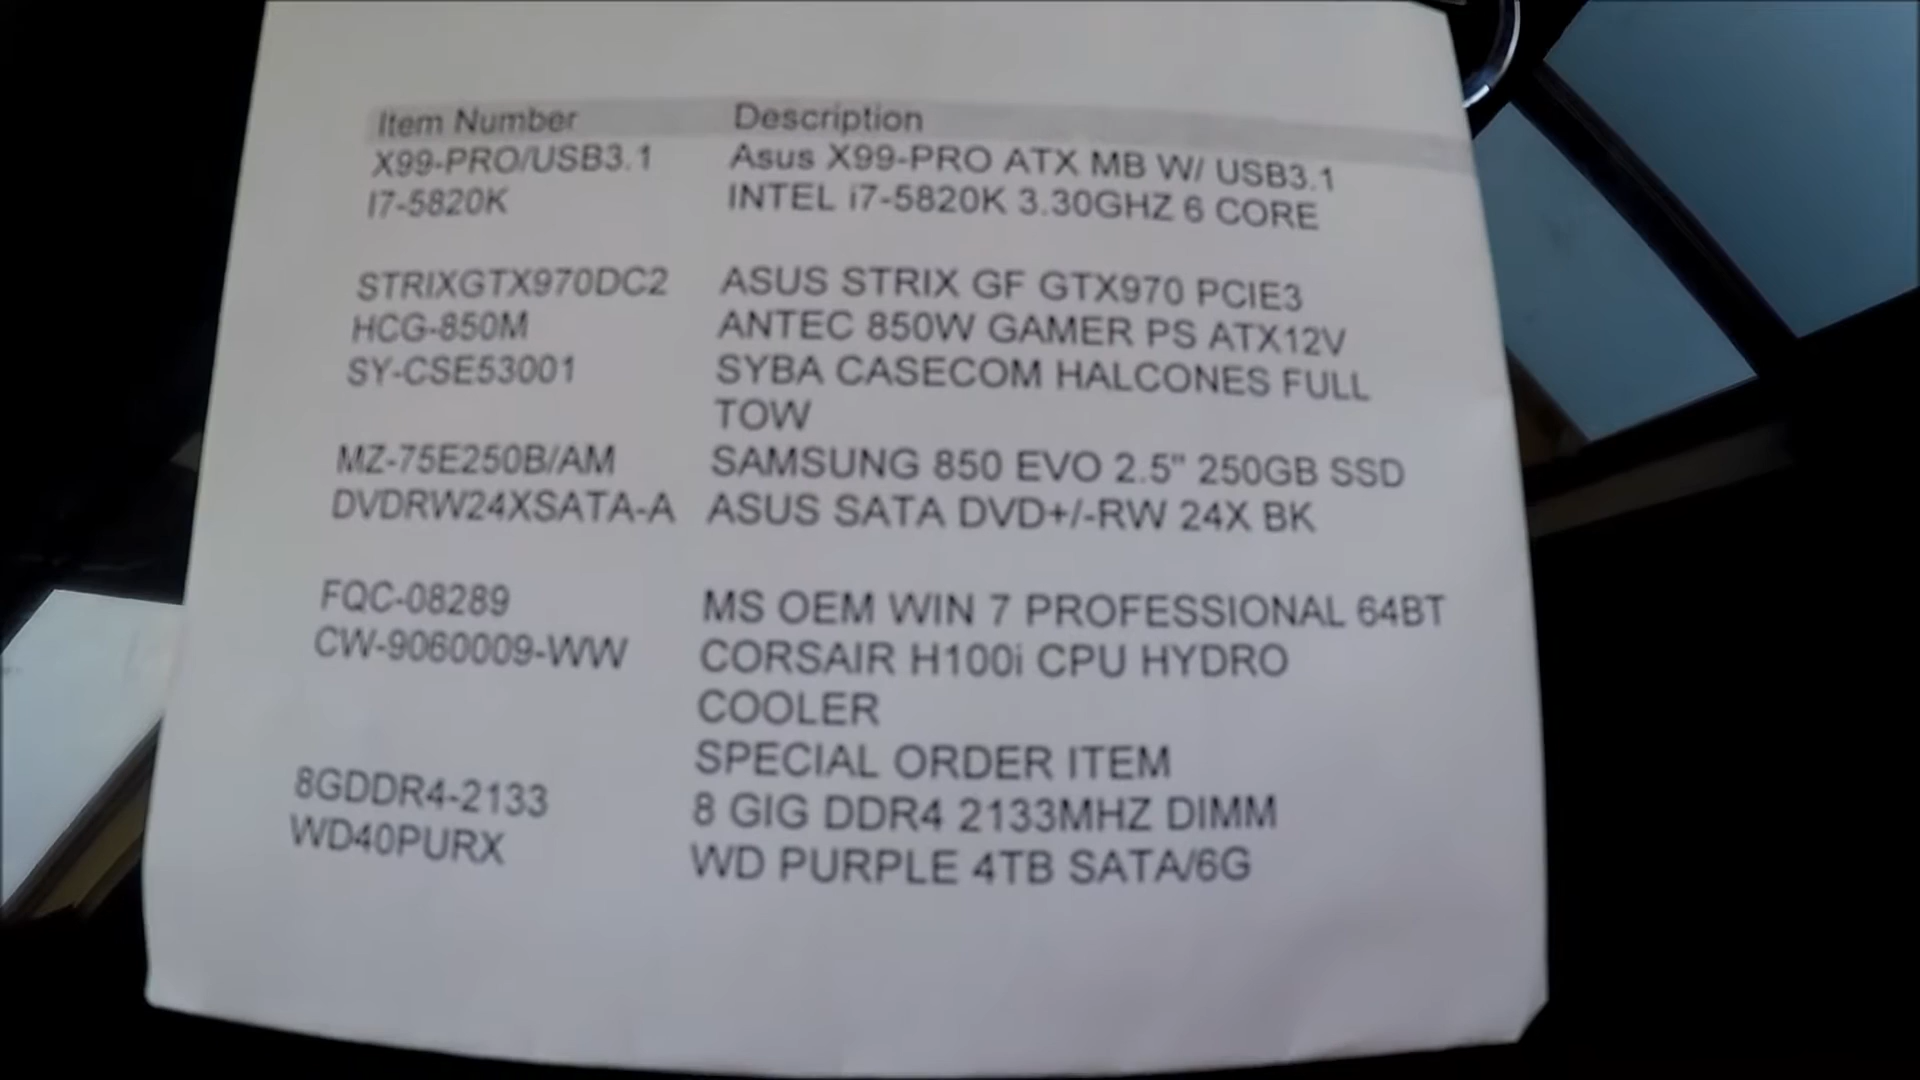 Item Number Description
X99-PRO/USB3.1 Asus X99-PRO ATX MB W/ USB3.1
I7-5820K INTEL i7-5820K 3.30GHZ 6 CORE
STRIXGTX970DC2 ASUS STRIX GF GTX970 PCIE3
HCG-850M ANTEC 850W GAMER PS ATX12V
SY-CSE53001 SYBA CASECOM HALCONES FULL
TOW
MZ-75E250B/AM SAMSUNG 850 EVO 2.5" 250GB SSD
DVDRW24XSATA-A ASUS SATA DVD+/-RW 24X BK
FQC-08289 MS OEM WIN 7 PROFESSIONAL 64BT
CW-9060009-WW CORSAIR H100i CPU HYDRO
COOLER
SPECIAL ORDER ITEM
8GDDR4-2133 8 GIG DDR4 2133MHZ DIMM
WD40PURX WD PURPLE 4TB SATA/6G